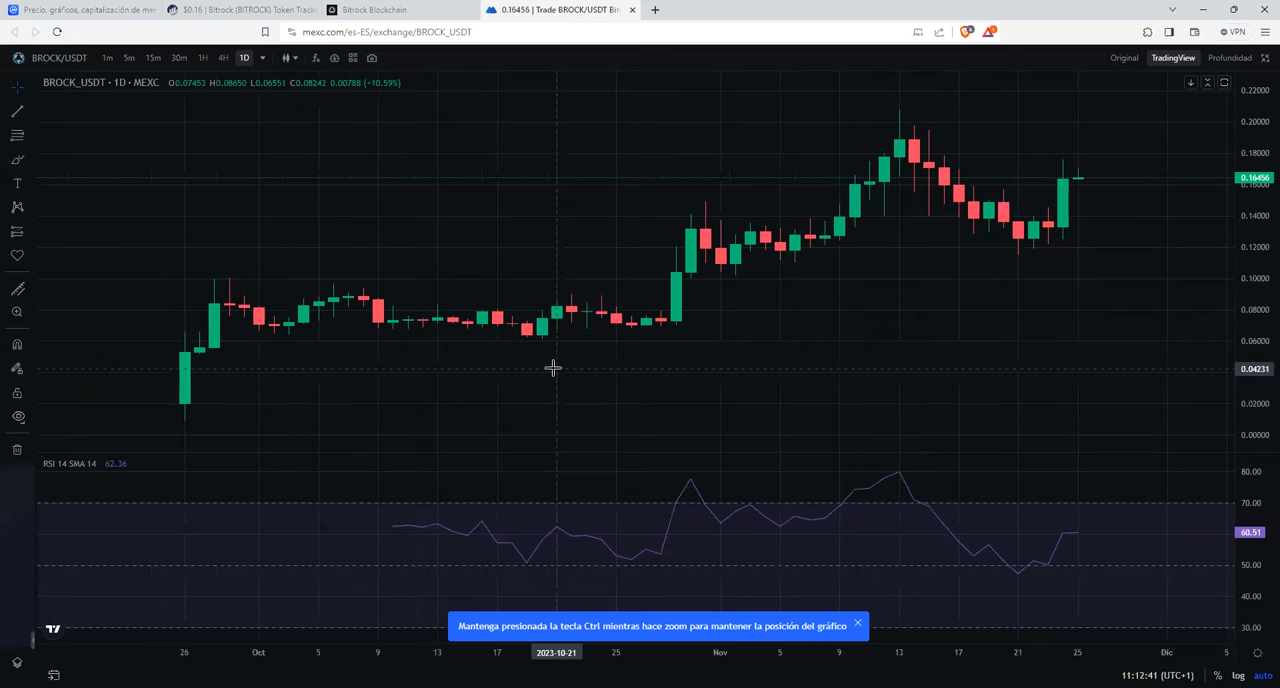 Precio, gráficos, capitalización de mer
$0.16 | Bitrock (BITROCK) Token Tracke
Bitrock Blockchain
0.16456 | Trade BROCK/USDT Bit
mexc.com/es-ES/exchange/BROCK_USDT
VPN
BROCK/USDT 1m 5m 15m 30m 1H 4H 1D
Original TradingView Profundidad
BROCK_USDT · 1D · MEXC O0.07453 H0.08650 L0.06551 C0.08242 0.00788 (+10.59%)
0.22000
0.20000
0.18000
0.16456
0.16000
0.14000
0.12000
0.10000
0.08000
0.06000
0.04231
0.02000
0.00000
RSI 14 SMA 14 62.36
80.00
70.00
60.51
50.00
40.00
30.00
Mantenga presionada la tecla Ctrl mientras hace zoom para mantener la posición del gráfico
26 Oct 5 9 13 17 2023-10-21 25 Nov 5 9 13 17 21 25 Dic 5
11:12:41 (UTC+1) % log auto